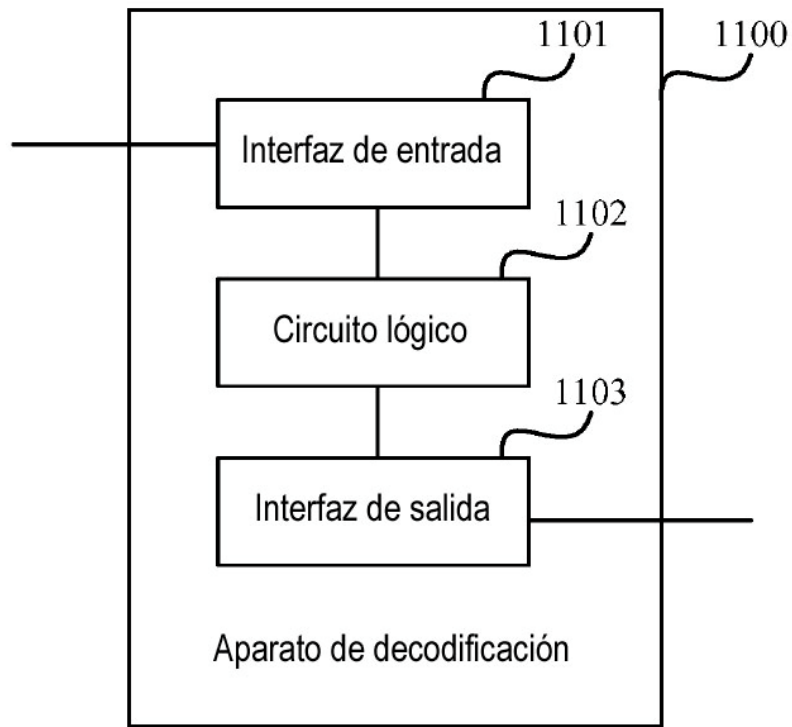 1101
1100
Interfaz de entrada
1102
Circuito lógico
1103
Interfaz de salida
Aparato de decodificación